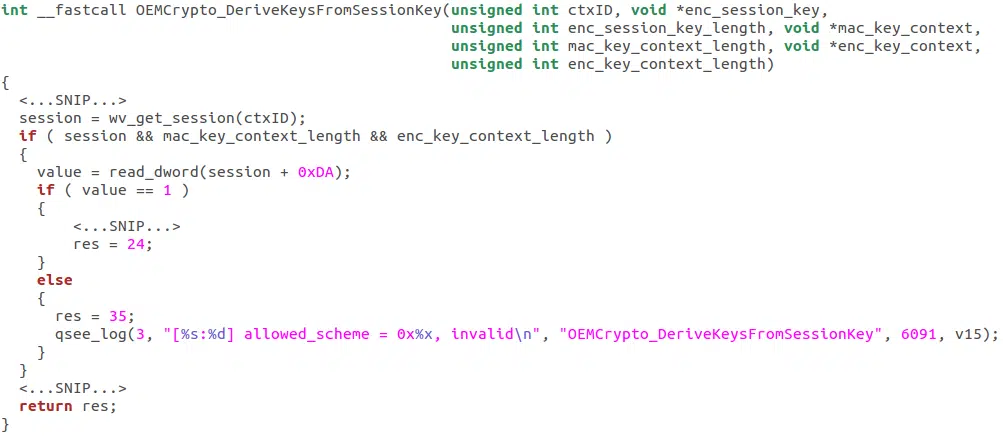 int __fastcall OEMCrypto_DeriveKeysFromSessionKey(unsigned int ctxID, void *enc_session_key,
unsigned int enc_session_key_length, void *mac_key_context,
unsigned int mac_key_context_length, void *enc_key_context,
unsigned int enc_key_context_length)
{
<...SNIP...>
session = wv_get_session(ctxID);
if ( session && mac_key_context_length && enc_key_context_length )
{
value = read_dword(session + 0xDA);
if ( value == 1 )
{
<...SNIP...>
res = 24;
}
else
{
res = 35;
qsee_log(3, "[%s:%d] allowed_scheme = 0x%x, invalid\n", "OEMCrypto_DeriveKeysFromSessionKey", 6091, v15);
}
}
<...SNIP...>
return res;
}